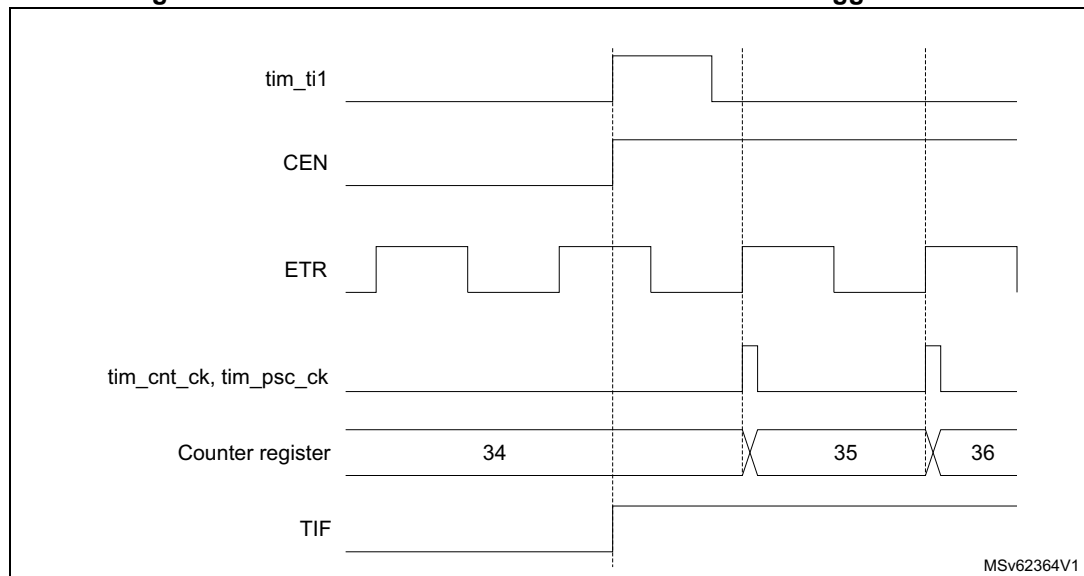 tim_ti1
CEN
ETR
tim_cnt_ck, tim_psc_ck
Counter register
34
35
36
TIF
MSv62364V1